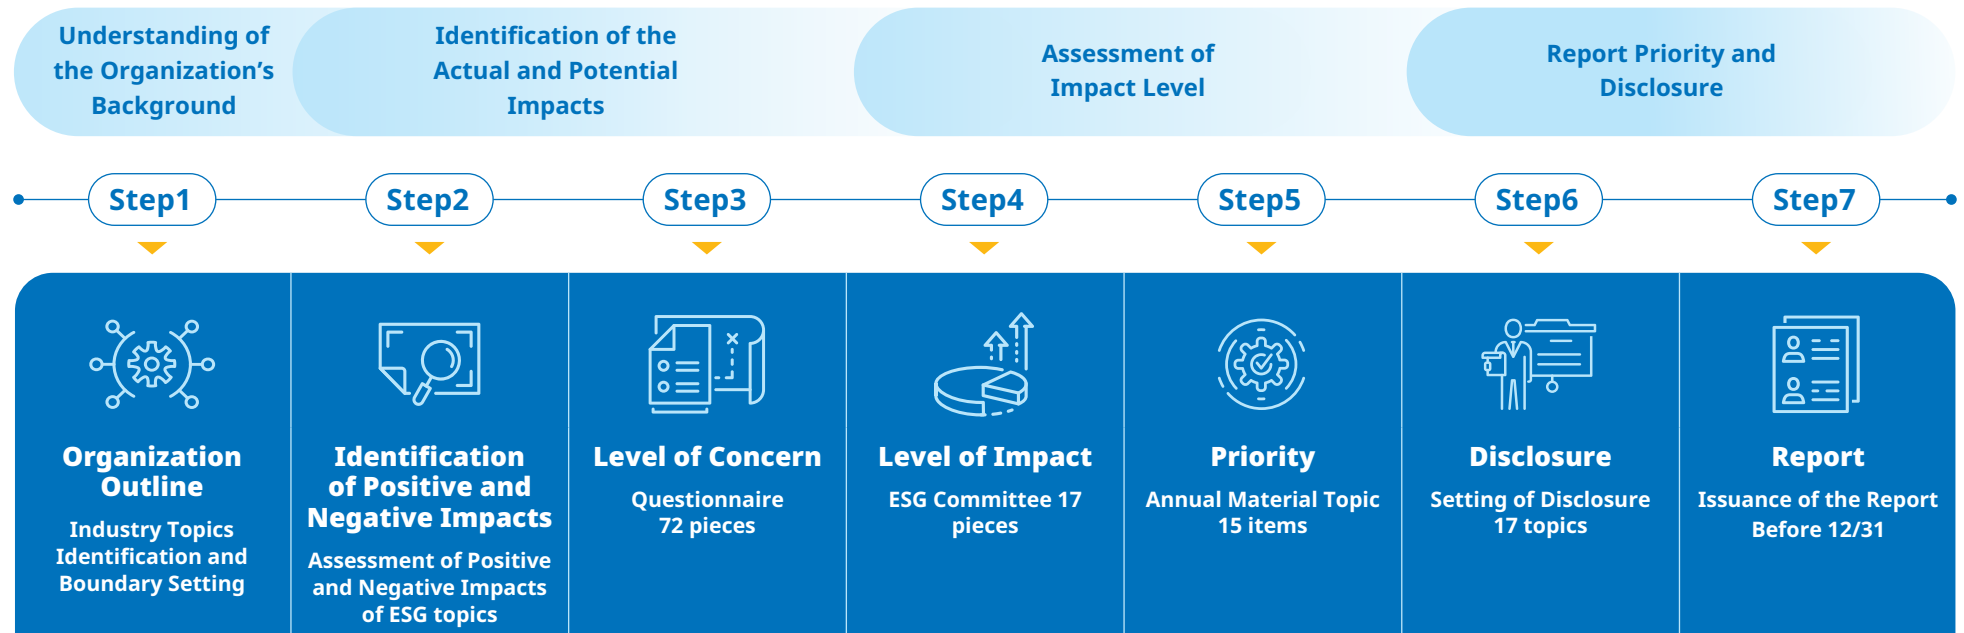 Understanding of
the Organization’s
Background
Identification of the
Actual and Potential
Impacts
Assessment of
Impact Level
Report Priority and
Disclosure
Step1
Step2
Step3
Step4
Step5
Step6
Step7
Organization
Outline
Industry Topics
Identification and
Boundary Setting
Identification
of Positive and
Negative Impacts
Assessment of Positive
and Negative Impacts
of ESG topics
Level of Concern
Questionnaire
72 pieces
Level of Impact
ESG Committee 17
pieces
Priority
Annual Material Topic
15 items
Disclosure
Setting of Disclosure
17 topics
Report
Issuance of the Report
Before 12/31